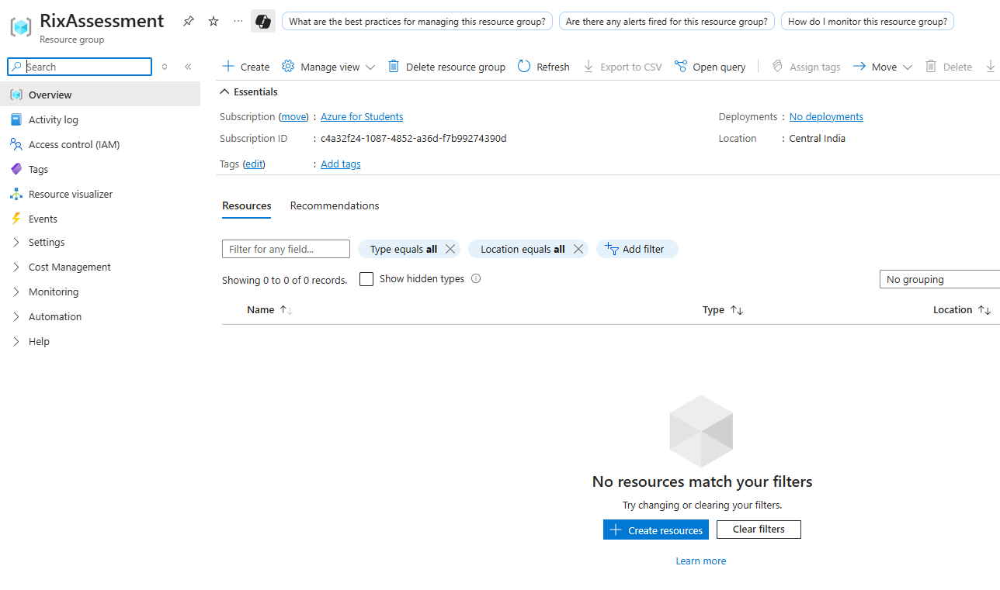 RixAssessment
Resource group
What are the best practices for managing this resource group?
Are there any alerts fired for this resource group?
How do I monitor this resource group?
Search
Overview
Activity log
Access control (IAM)
Tags
Resource visualizer
Events
Settings
Cost Management
Monitoring
Automation
Help
Create Manage view Delete resource group Refresh Export to CSV Open query Assign tags Move Delete
Essentials
Subscription (move) : Azure for Students
Subscription ID : c4a32f24-1087-4852-a36d-f7b99274390d
Tags (edit) : Add tags
Deployments : No deployments
Location : Central India
Resources Recommendations
Filter for any field...
Type equals all
Location equals all
Add filter
Showing 0 to 0 of 0 records.
Show hidden types
No grouping
Name Type Location
No resources match your filters
Try changing or clearing your filters.
Create resources
Clear filters
Learn more